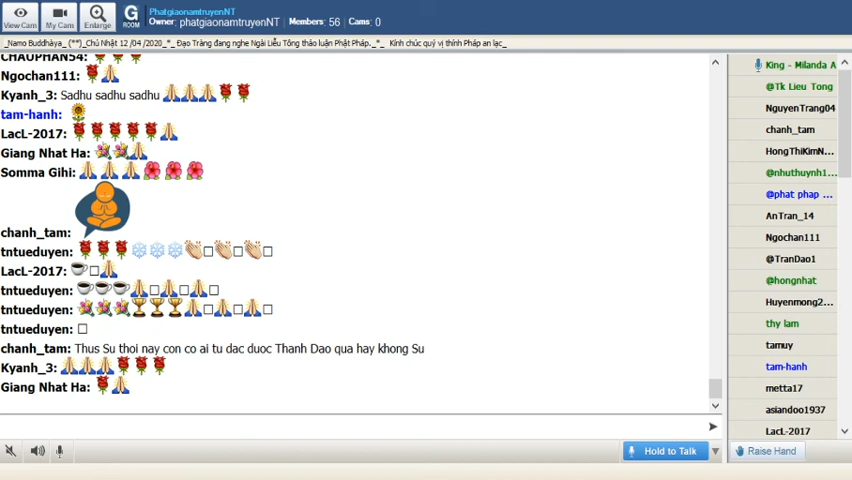 View Cam
My Cam
Enlarge
G
ROOM
PhatgiaonamtruyenNT
Owner: phatgiaonamtruyenNT Members: 56 Cams: 0
_Namo Buddhàya_ (**)_Chủ Nhật 12 /04 /2020_*_ Đạo Tràng đang nghe Ngài Liễu Tông thảo luận Phật Pháp._*_ Kính chúc quý vị thính Pháp an lạc_
CHAUPHAN54:
Ngochan111:
Kyanh_3: Sadhu sadhu sadhu
tam-hanh:
LacL-2017:
Giang Nhat Ha:
Somma Gihi:
chanh_tam:
tntueduyen:
LacL-2017:
tntueduyen:
tntueduyen:
tntueduyen:
chanh_tam: Thus Su thoi nay con co ai tu dac duoc Thanh Dao qua hay khong Su
Kyanh_3:
Giang Nhat Ha:
Hold to Talk
King - Milanda A
@Tk Lieu Tong
NguyenTrang04
chanh_tam
HongThiKimN...
@nhuthuynh1...
@phat phap ...
AnTran_14
Ngochan111
@TranDao1
@hongnhat
Huyenmong2...
thy lam
tamuy
tam-hanh
metta17
asiandoo1937
LacL-2017
Raise Hand